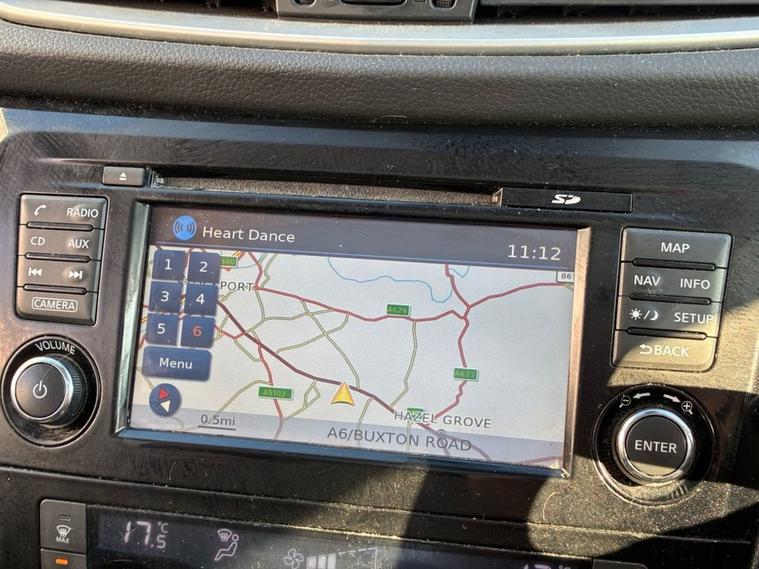 RADIO
CD AUX
CAMERA
VOLUME
SD
Heart Dance
11:12
1 2
3 4
5 6
Menu
PORT
A626
A627
A5102
HAZEL GROVE
0.5mi
A6/BUXTON ROAD
MAP
NAV INFO
SETUP
BACK
ENTER
MAX
17.5 °C